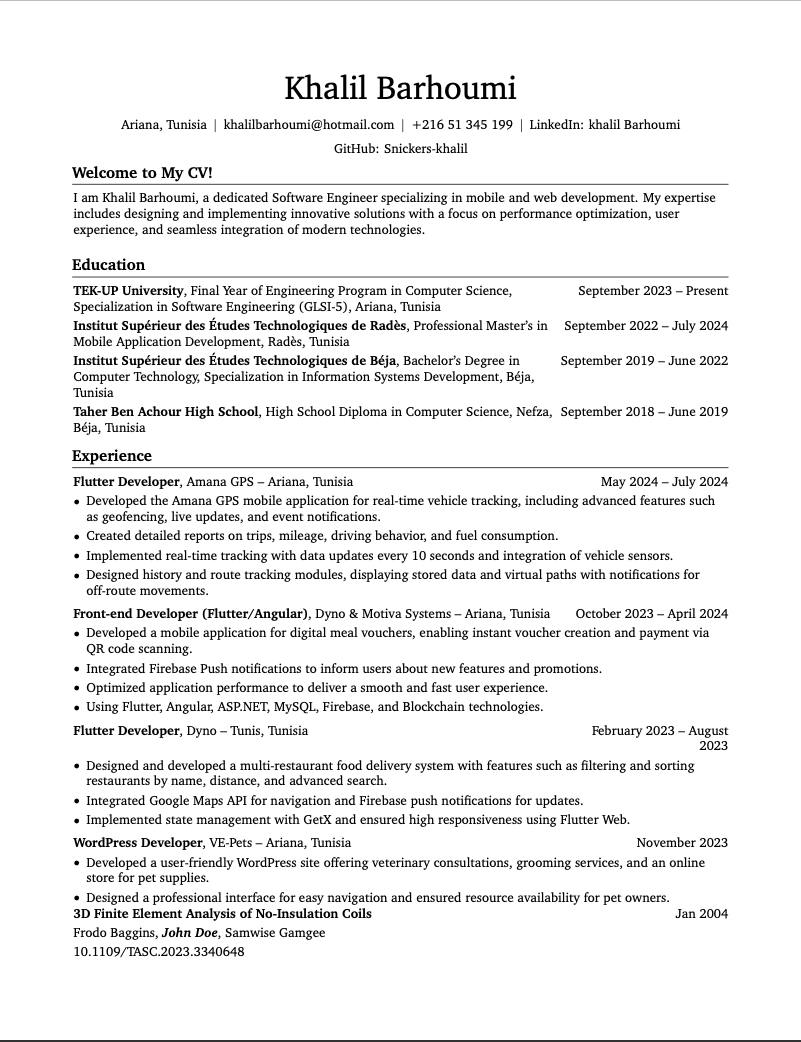 Khalil Barhoumi
Ariana, Tunisia | khalilbarhoumi@hotmail.com | +216 51 345 199 | LinkedIn: khalil Barhoumi
GitHub: Snickers-khalil
Welcome to My CV!
I am Khalil Barhoumi, a dedicated Software Engineer specializing in mobile and web development. My expertise
includes designing and implementing innovative solutions with a focus on performance optimization, user
experience, and seamless integration of modern technologies.
Education
TEK-UP University, Final Year of Engineering Program in Computer Science, September 2023 – Present
Specialization in Software Engineering (GLSI-5), Ariana, Tunisia
Institut Supérieur des Études Technologiques de Radès, Professional Master's in September 2022 – July 2024
Mobile Application Development, Radès, Tunisia
Institut Supérieur des Études Technologiques de Béja, Bachelor's Degree in September 2019 – June 2022
Computer Technology, Specialization in Information Systems Development, Béja,
Tunisia
Taher Ben Achour High School, High School Diploma in Computer Science, Nefza, September 2018 – June 2019
Béja, Tunisia
Experience
Flutter Developer, Amana GPS – Ariana, Tunisia May 2024 – July 2024
• Developed the Amana GPS mobile application for real-time vehicle tracking, including advanced features such
as geofencing, live updates, and event notifications.
• Created detailed reports on trips, mileage, driving behavior, and fuel consumption.
• Implemented real-time tracking with data updates every 10 seconds and integration of vehicle sensors.
• Designed history and route tracking modules, displaying stored data and virtual paths with notifications for
off-route movements.
Front-end Developer (Flutter/Angular), Dyno & Motiva Systems – Ariana, Tunisia October 2023 – April 2024
• Developed a mobile application for digital meal vouchers, enabling instant voucher creation and payment via
QR code scanning.
• Integrated Firebase Push notifications to inform users about new features and promotions.
• Optimized application performance to deliver a smooth and fast user experience.
• Using Flutter, Angular, ASP.NET, MySQL, Firebase, and Blockchain technologies.
Flutter Developer, Dyno – Tunis, Tunisia February 2023 – August
2023
• Designed and developed a multi-restaurant food delivery system with features such as filtering and sorting
restaurants by name, distance, and advanced search.
• Integrated Google Maps API for navigation and Firebase push notifications for updates.
• Implemented state management with GetX and ensured high responsiveness using Flutter Web.
WordPress Developer, VE-Pets – Ariana, Tunisia November 2023
• Developed a user-friendly WordPress site offering veterinary consultations, grooming services, and an online
store for pet supplies.
• Designed a professional interface for easy navigation and ensured resource availability for pet owners.
3D Finite Element Analysis of No-Insulation Coils Jan 2004
Frodo Baggins, John Doe, Samwise Gamgee
10.1109/TASC.2023.3340648